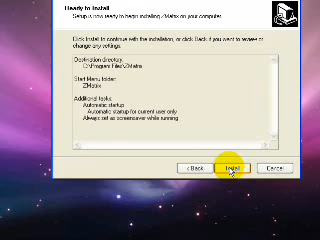 Ready to Install
Setup is now ready to begin installing ZMatrix on your computer.
Click Install to continue with the installation, or click Back if you want to review or
change any settings.
Destination directory:
C:\Program Files\ZMatrix
Start Menu folder:
ZMatrix
Additional tasks:
Automatic startup
Automatic startup for current user only
Always set as screensaver while running
< Back
Install
Cancel